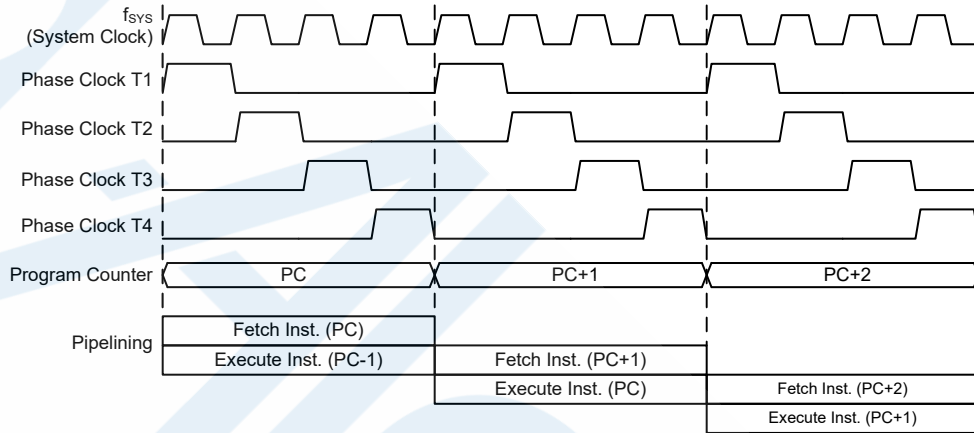 fSYS
(System Clock)
Phase Clock T1
Phase Clock T2
Phase Clock T3
Phase Clock T4
Program Counter PC PC+1 PC+2
Pipelining
Fetch Inst. (PC)
Execute Inst. (PC-1) Fetch Inst. (PC+1)
Execute Inst. (PC) Fetch Inst. (PC+2)
Execute Inst. (PC+1)